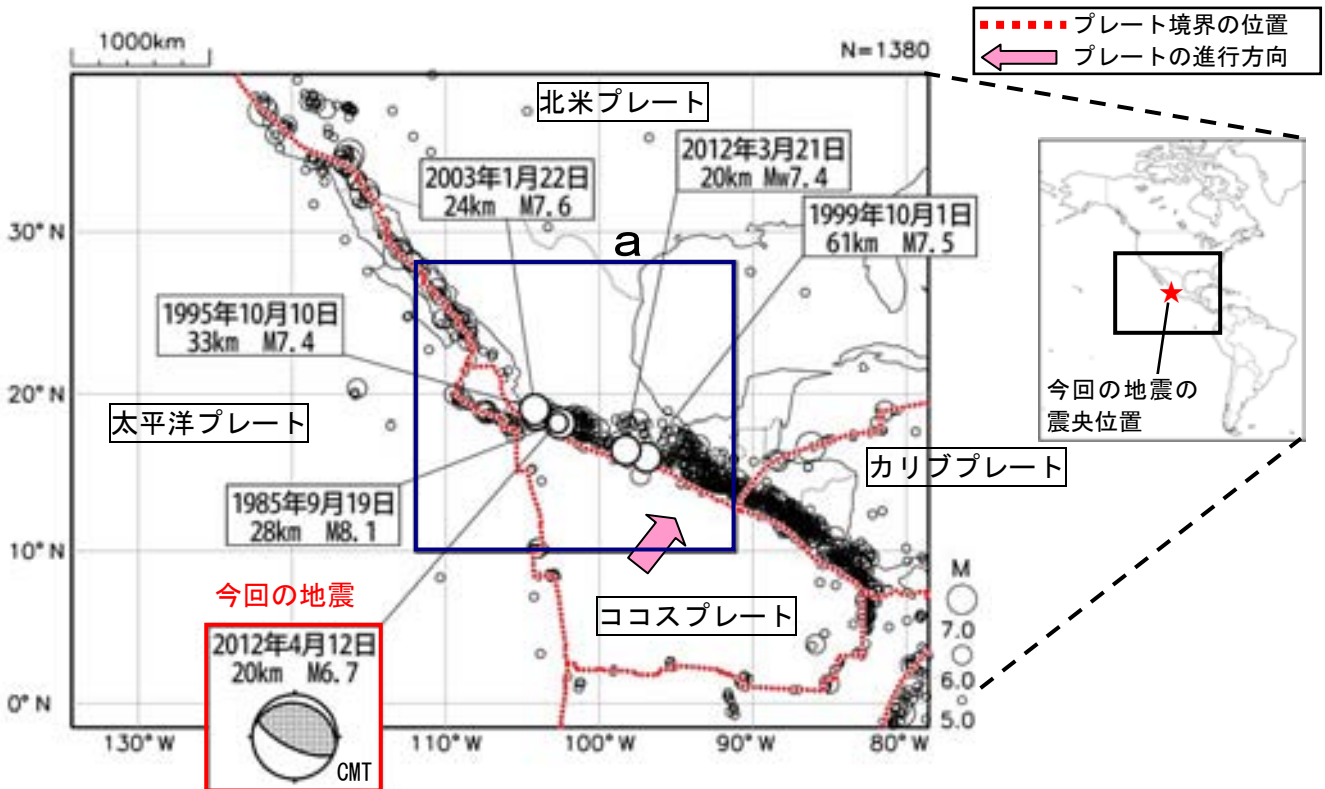 プレート境界の位置
プレートの進行方向
1000km
N=1380
北米プレート
2012年3月21日
20km Mw7.4
2003年1月22日
24km M7.6
1999年10月1日
61km M7.5
a
30°N
1995年10月10日
33km M7.4
20°N
太平洋プレート
今回の地震の
震央位置
カリブプレート
1985年9月19日
28km M8.1
10°N
ココスプレート
M
7.0
6.0
5.0
今回の地震
2012年4月12日
20km M6.7
CMT
0°N
130°W
110°W
100°W
90°W
80°W